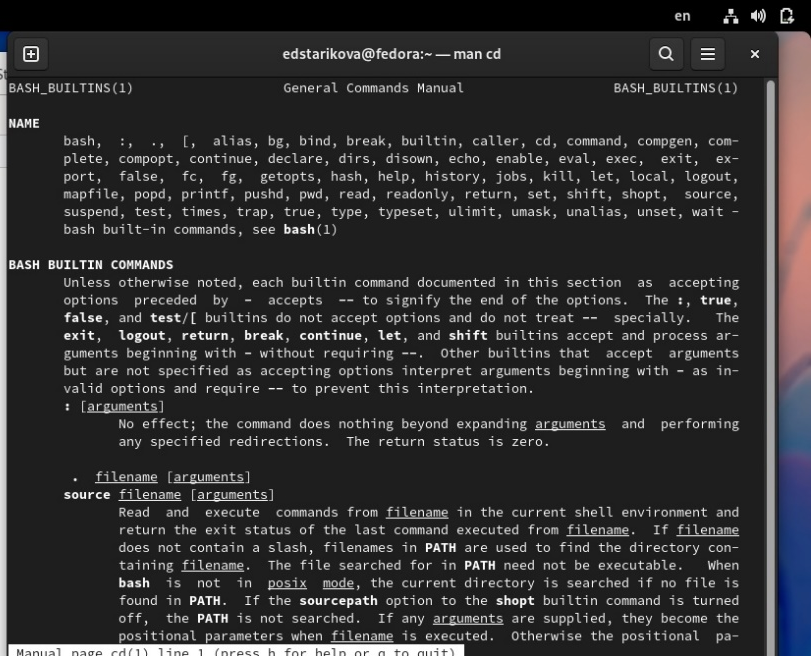 en
edstarikova@fedora:~ — man cd
BASH_BUILTINS(1) General Commands Manual BASH_BUILTINS(1)
NAME
bash, :, ., [, alias, bg, bind, break, builtin, caller, cd, command, compgen, com-
plete, compopt, continue, declare, dirs, disown, echo, enable, eval, exec, exit, ex-
port, false, fc, fg, getopts, hash, help, history, jobs, kill, let, local, logout,
mapfile, popd, printf, pushd, pwd, read, readonly, return, set, shift, shopt, source,
suspend, test, times, trap, true, type, typeset, ulimit, umask, unalias, unset, wait -
bash built-in commands, see bash(1)
BASH BUILTIN COMMANDS
Unless otherwise noted, each builtin command documented in this section as accepting
options preceded by - accepts -- to signify the end of the options. The :, true,
false, and test/[ builtins do not accept options and do not treat -- specially. The
exit, logout, return, break, continue, let, and shift builtins accept and process ar-
guments beginning with - without requiring --. Other builtins that accept arguments
but are not specified as accepting options interpret arguments beginning with - as in-
valid options and require -- to prevent this interpretation.
: [arguments]
No effect; the command does nothing beyond expanding arguments and performing
any specified redirections. The return status is zero.
. filename [arguments]
source filename [arguments]
Read and execute commands from filename in the current shell environment and
return the exit status of the last command executed from filename. If filename
does not contain a slash, filenames in PATH are used to find the directory con-
taining filename. The file searched for in PATH need not be executable. When
bash is not in posix mode, the current directory is searched if no file is
found in PATH. If the sourcepath option to the shopt builtin command is turned
off, the PATH is not searched. If any arguments are supplied, they become the
positional parameters when filename is executed. Otherwise the positional pa-
Manual page cd(1) line 1 (press h for help or q to quit)